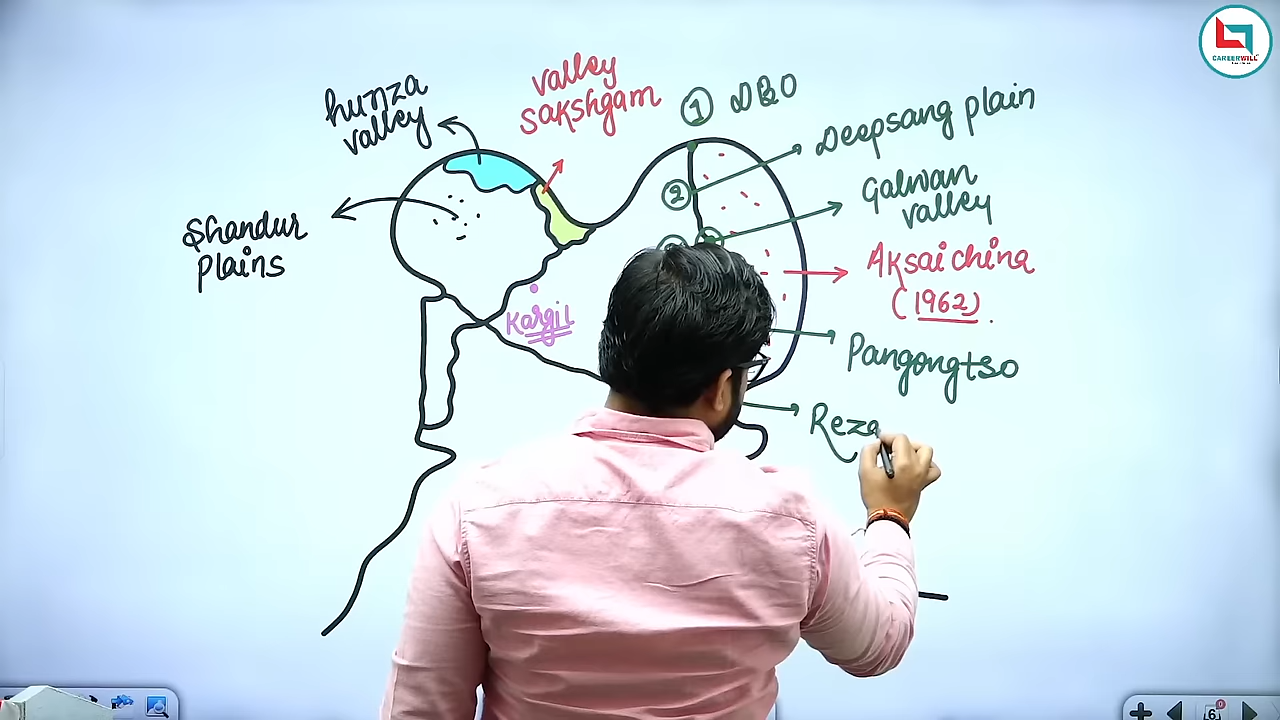 hunza
valley
valley
sakshgam
① DBO
Deepsang plain
②
Galwan
valley
Shandur
plains
Aksai china
(1962).
Kargil
Pangongtso
Reza
CAREERWILL
6